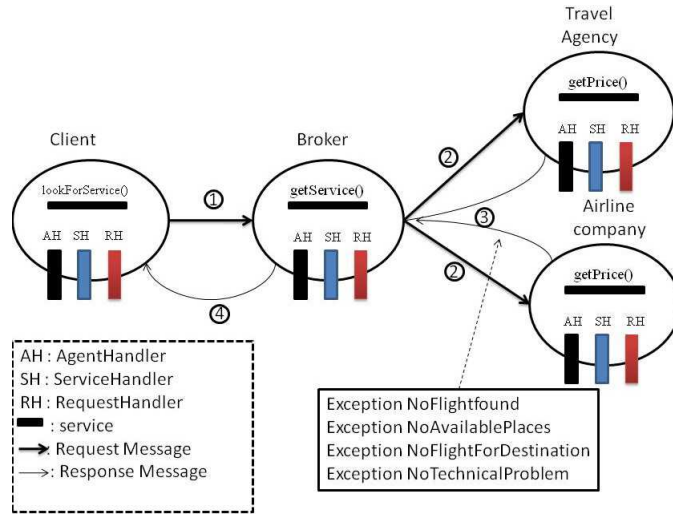 Travel
Agency
getPrice()
AH SH RH
Client
lookForService()
AH SH RH
1
Broker
getService()
AH SH RH
2
3
2
4
Airline
company
getPrice()
AH SH RH
AH : AgentHandler
SH : ServiceHandler
RH : RequestHandler
: service
: Request Message
: Response Message
Exception NoFlightfound
Exception NoAvailablePlaces
Exception NoFlightForDestination
Exception NoTechnicalProblem